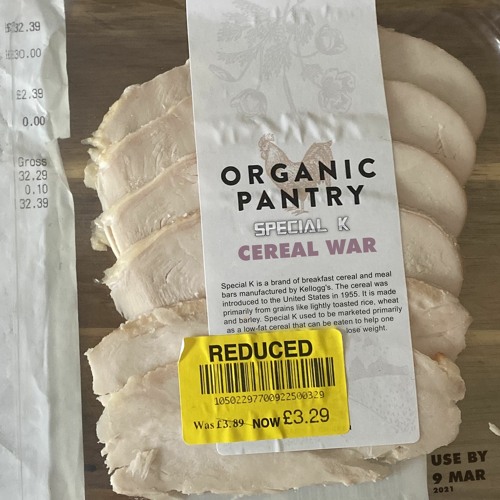 £32.39
£30.00
£2.39
0.00
Gross
32.29
0.10
32.39
ORGANIC
PANTRY
SPECIAL K
CEREAL WAR
Special K is a brand of breakfast cereal and meal
bars manufactured by Kellogg's. The cereal was
introduced to the United States in 1955. It is made
primarily from grains like lightly toasted rice, wheat
and barley. Special K used to be marketed primarily
as a low-fat cereal that can be eaten to help one
lose weight.
REDUCED
10502297700922500329
Was £3.89 NOW £3.29
USE BY
9 MAR
2021